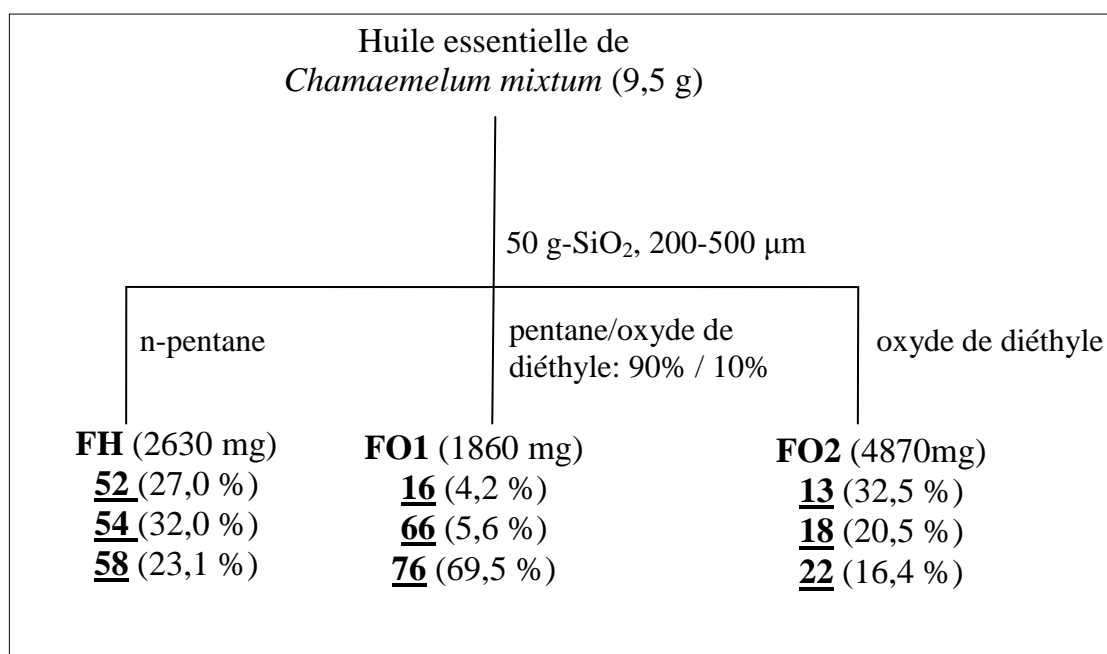 Huile essentielle de
Chamaemelum mixtum (9,5 g)
50 g-SiO₂, 200-500 μm
n-pentane
pentane/oxyde de
diéthyle: 90% / 10%
oxyde de diéthyle
FH (2630 mg)
52 (27,0 %)
54 (32,0 %)
58 (23,1 %)
FO1 (1860 mg)
16 (4,2 %)
66 (5,6 %)
76 (69,5 %)
FO2 (4870mg)
13 (32,5 %)
18 (20,5 %)
22 (16,4 %)